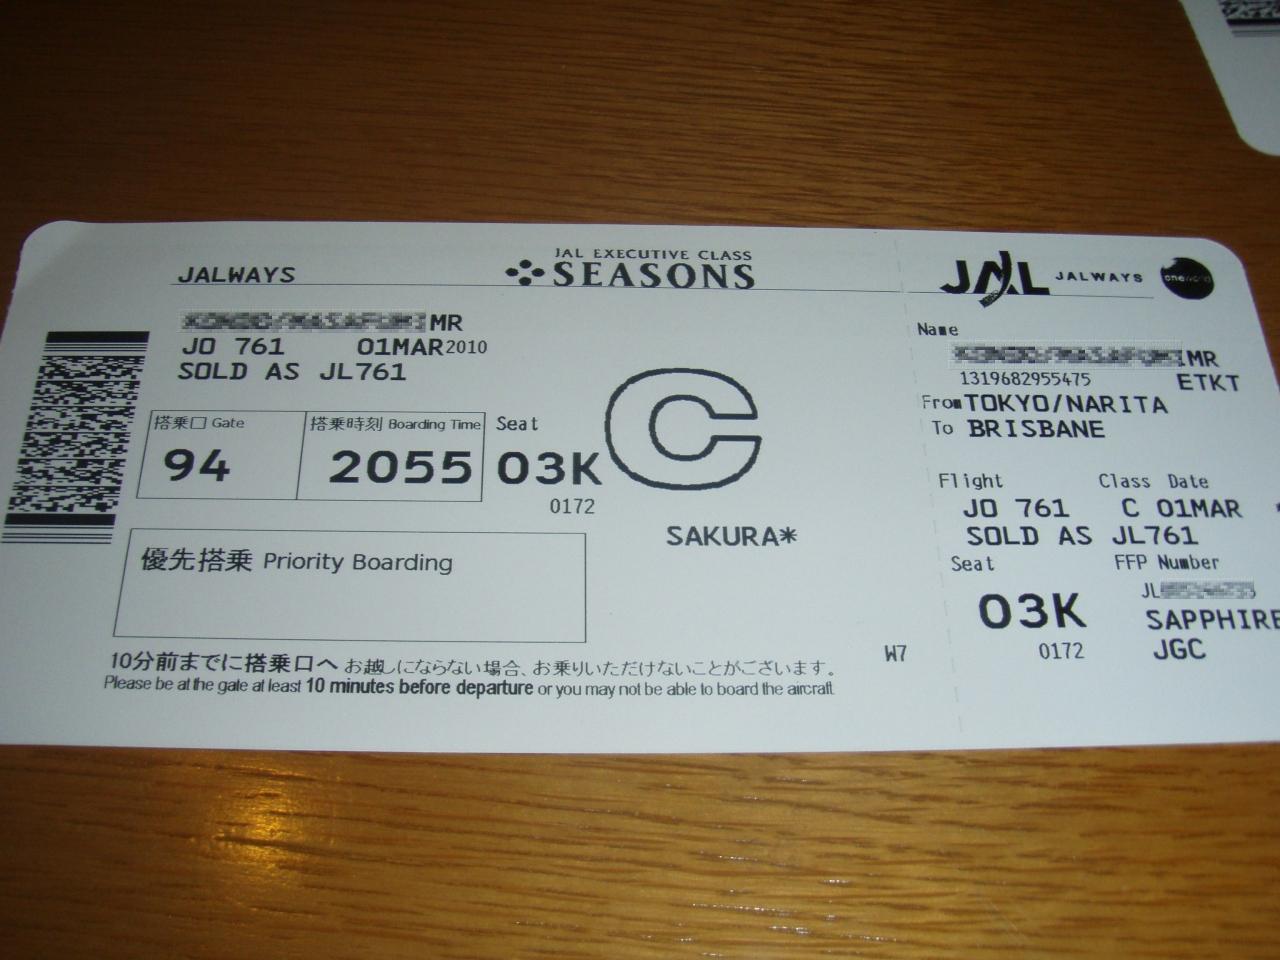 JAL EXECUTIVE CLASS
JALWAYS SEASONS
MR
JO 761 01MAR2010
SOLD AS JL761
搭乗口 Gate 搭乗時刻 Boarding Time Seat
94 2055 03K
0172
C
SAKURA*
優先搭乗 Priority Boarding
10分前までに搭乗口へ お越しにならない場合、お乗りいただけないことがございます。
Please be at the gate at least 10 minutes before departure or you may not be able to board the aircraft
W7
JAL JALWAYS oneworld
Name
MR
1319682955475 ETKT
From TOKYO/NARITA
To BRISBANE
Flight Class Date
JO 761 C 01MAR
SOLD AS JL761
Seat FFP Number
JL
03K SAPPHIRE
0172 JGC